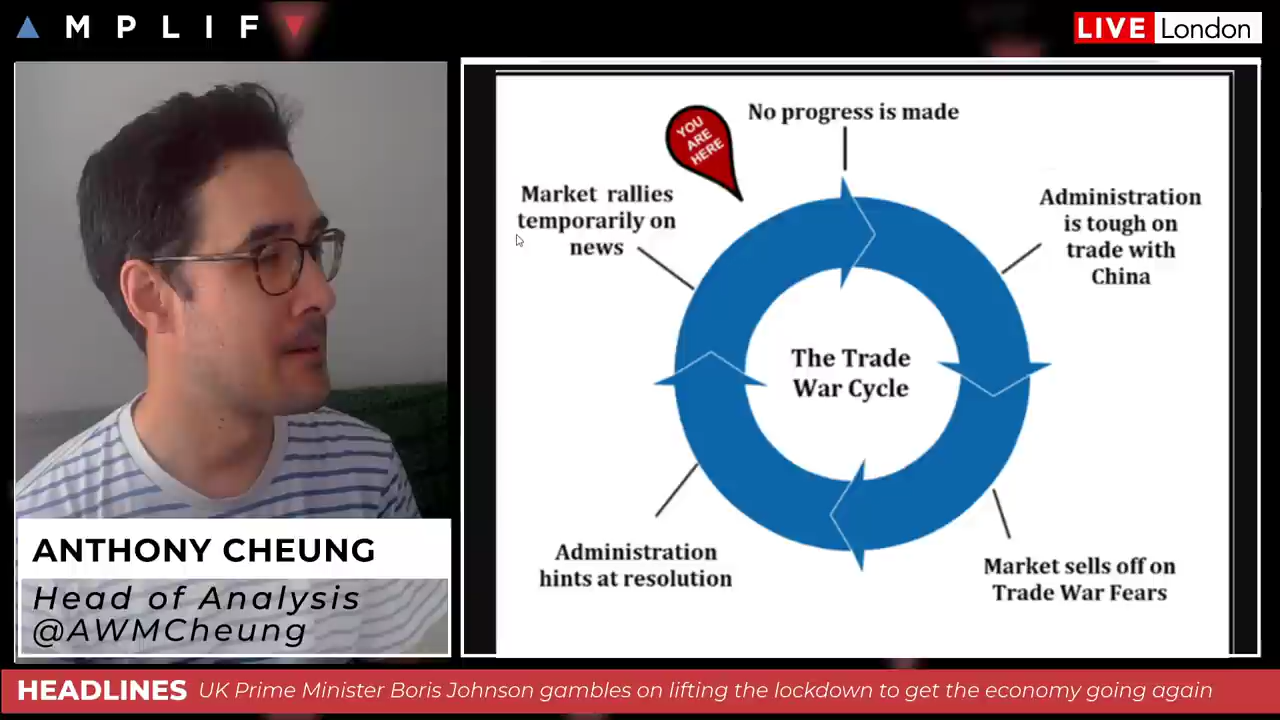 MPLIF
LIVE London
YOU
ARE
HERE
No progress is made
Market rallies
temporarily on
news
Administration
is tough on
trade with
China
The Trade
War Cycle
Administration
hints at resolution
Market sells off on
Trade War Fears
ANTHONY CHEUNG
Head of Analysis
@AWMCheung
HEADLINES UK Prime Minister Boris Johnson gambles on lifting the lockdown to get the economy going again